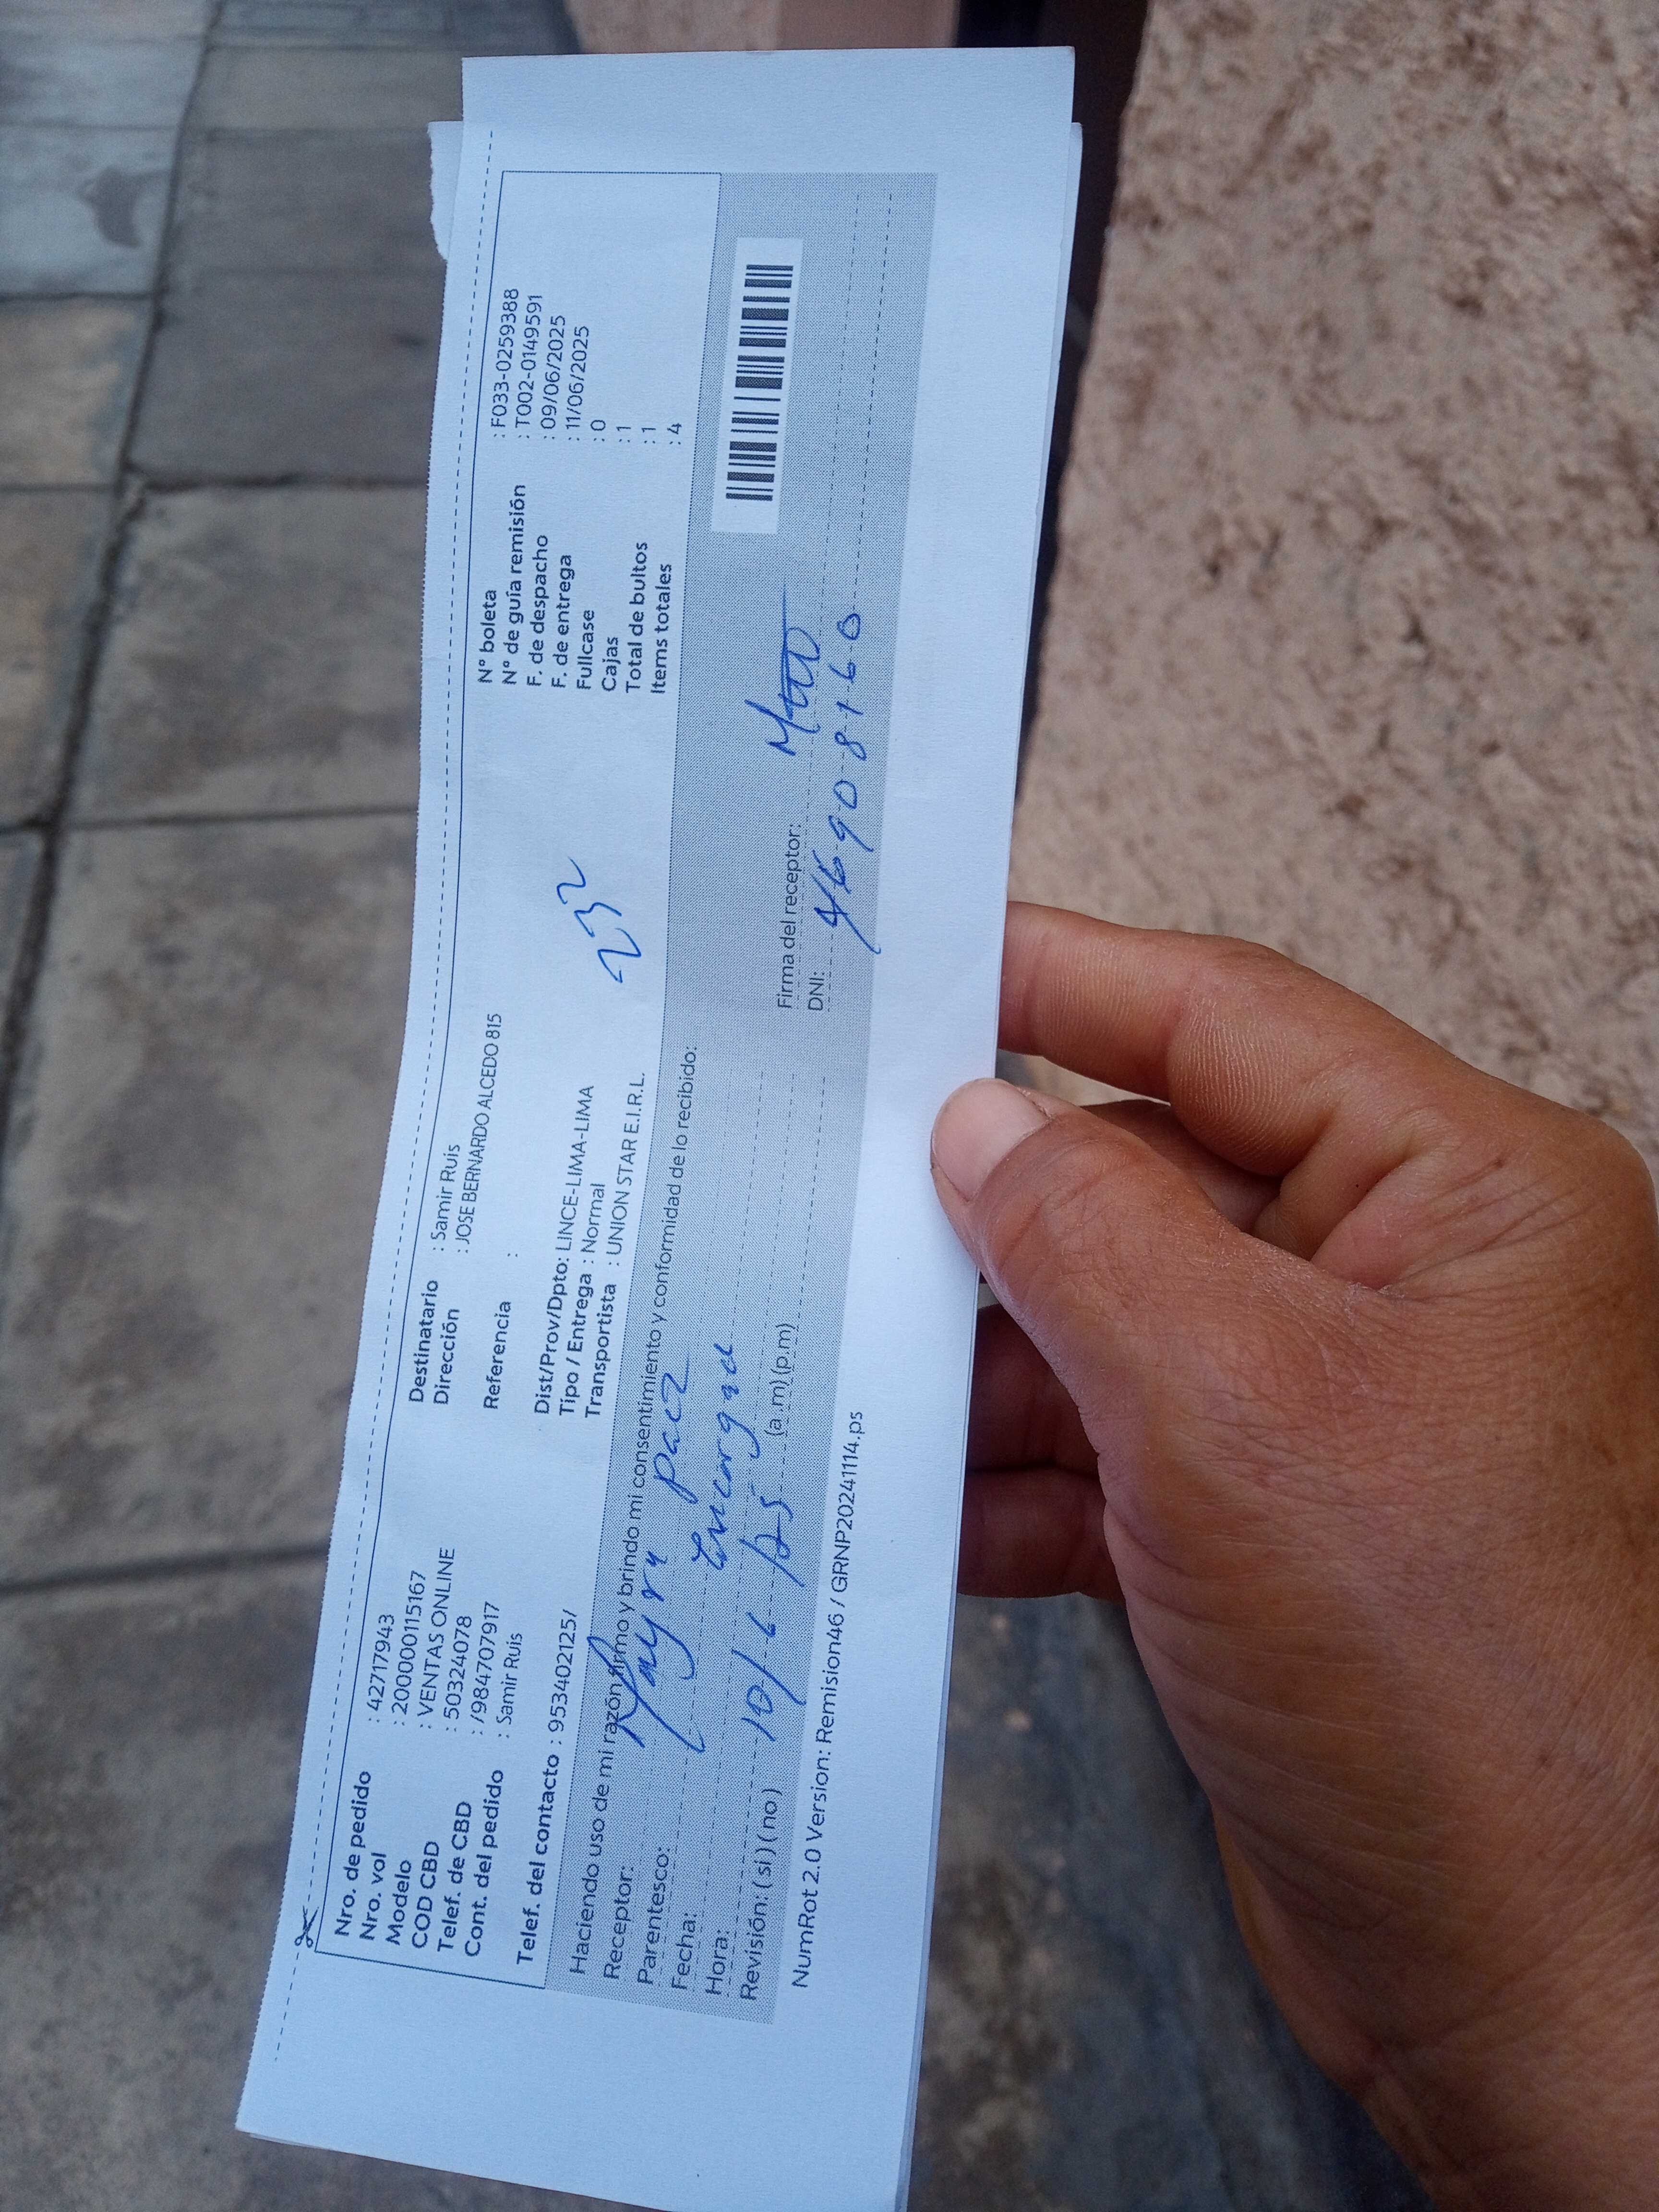 Nro. de pedido : 42717943
Nro. vol : 200000115167
Modelo : VENTAS ONLINE
COD CBD : 50324078
Telef. de CBD : /984707917
Cont. del pedido : Samir Ruis
Telef. del contacto : 953402125/
Destinatario : Samir Ruis
Dirección : JOSE BERNARDO ALCEDO 815
Referencia :
Dist/Prov/Dpto: LINCE-LIMA-LIMA
Tipo / Entrega : Normal
Transportista : UNION STAR E.I.R.L.
232
N° boleta : F033-0259388
N° de guía remisión : T002-0149591
F. de despacho : 09/06/2025
F. de entrega : 11/06/2025
Fullcase : 0
Cajas : 1
Total de bultos : 1
Items totales : 4
Haciendo uso de mi razón firmo y brindo mi consentimiento y conformidad de lo recibido:
Receptor: Mayra paez
Parentesco: Encargad
Fecha: 10/6/25
Hora: (a.m) (p.m)
Revisión: ( si ) ( no )
Firma del receptor:
DNI: 46908160
NumRot 2.0 Version: Remision46 / GRNP20241114.ps